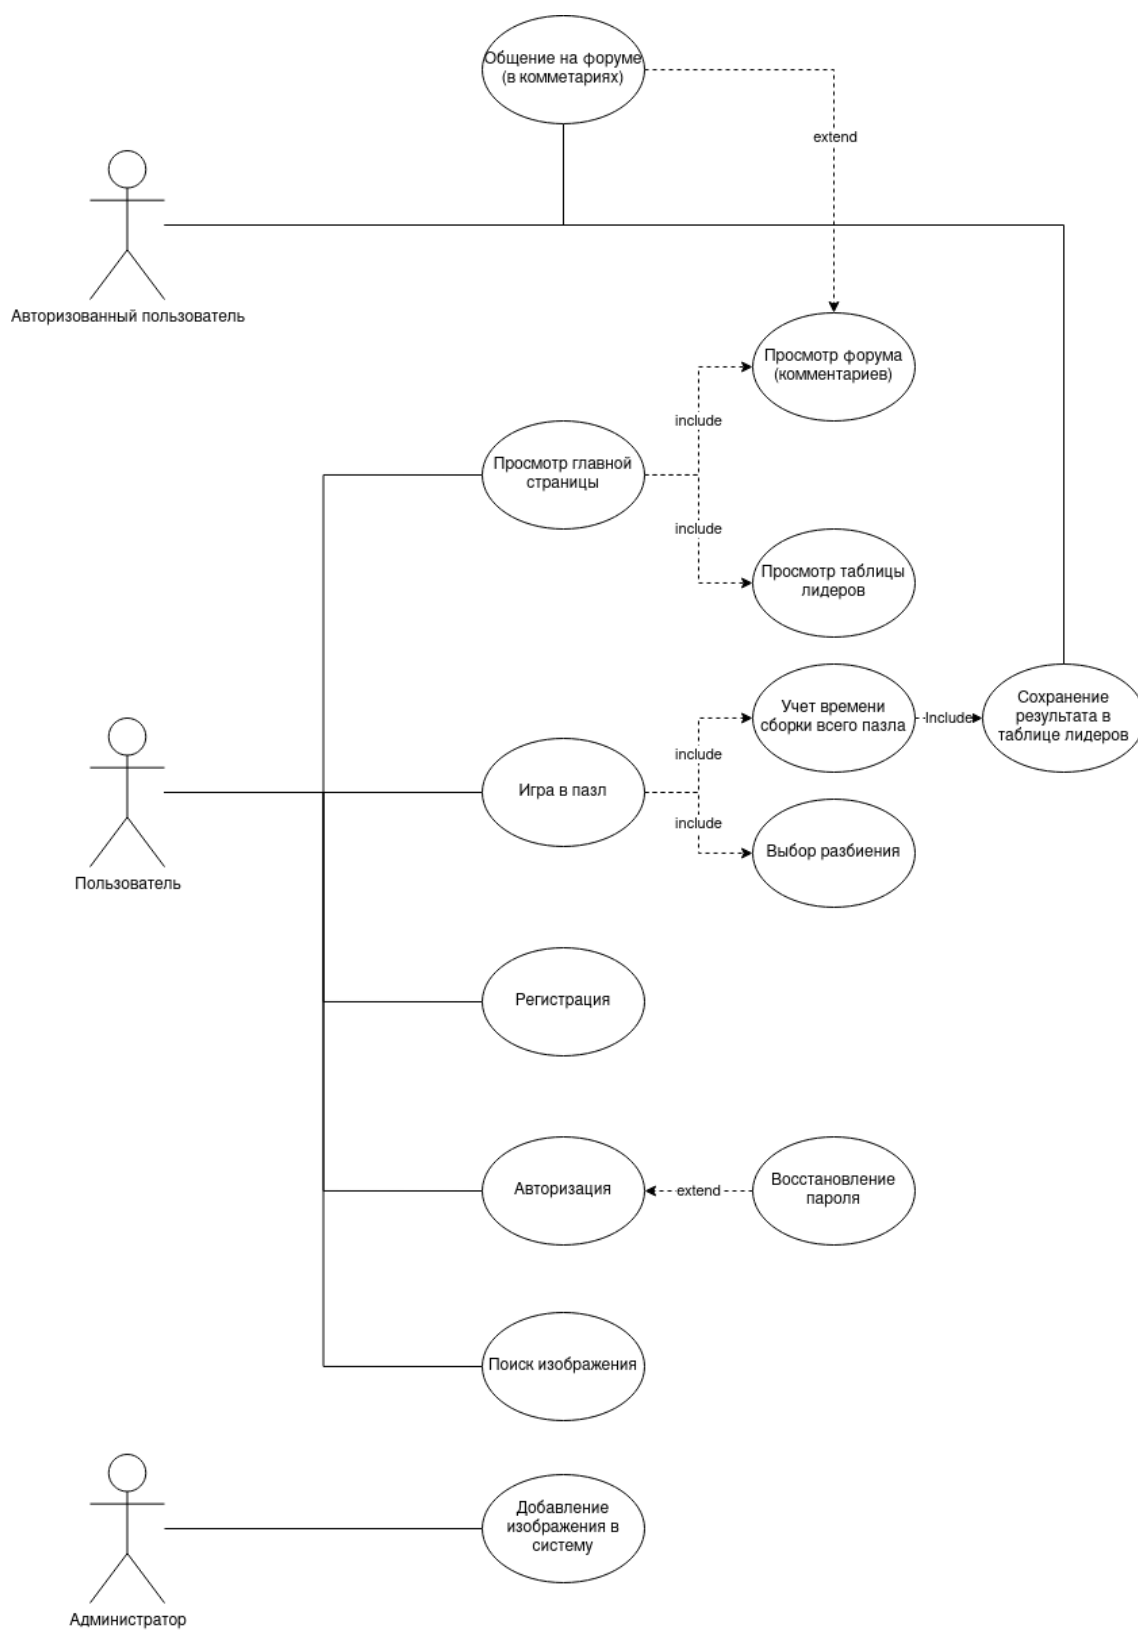 Общение на форуме
(в комметариях)
extend
Авторизованный пользователь
Просмотр форума
(комментариев)
include
Просмотр главной
страницы
include
Просмотр таблицы
лидеров
Учет времени
сборки всего пазла
Include
Сохранение
результата в
таблице лидеров
include
Игра в пазл
include
Выбор разбиения
Пользователь
Регистрация
Авторизация
extend
Восстановление
пароля
Поиск изображения
Добавление
изображения в
систему
Администратор